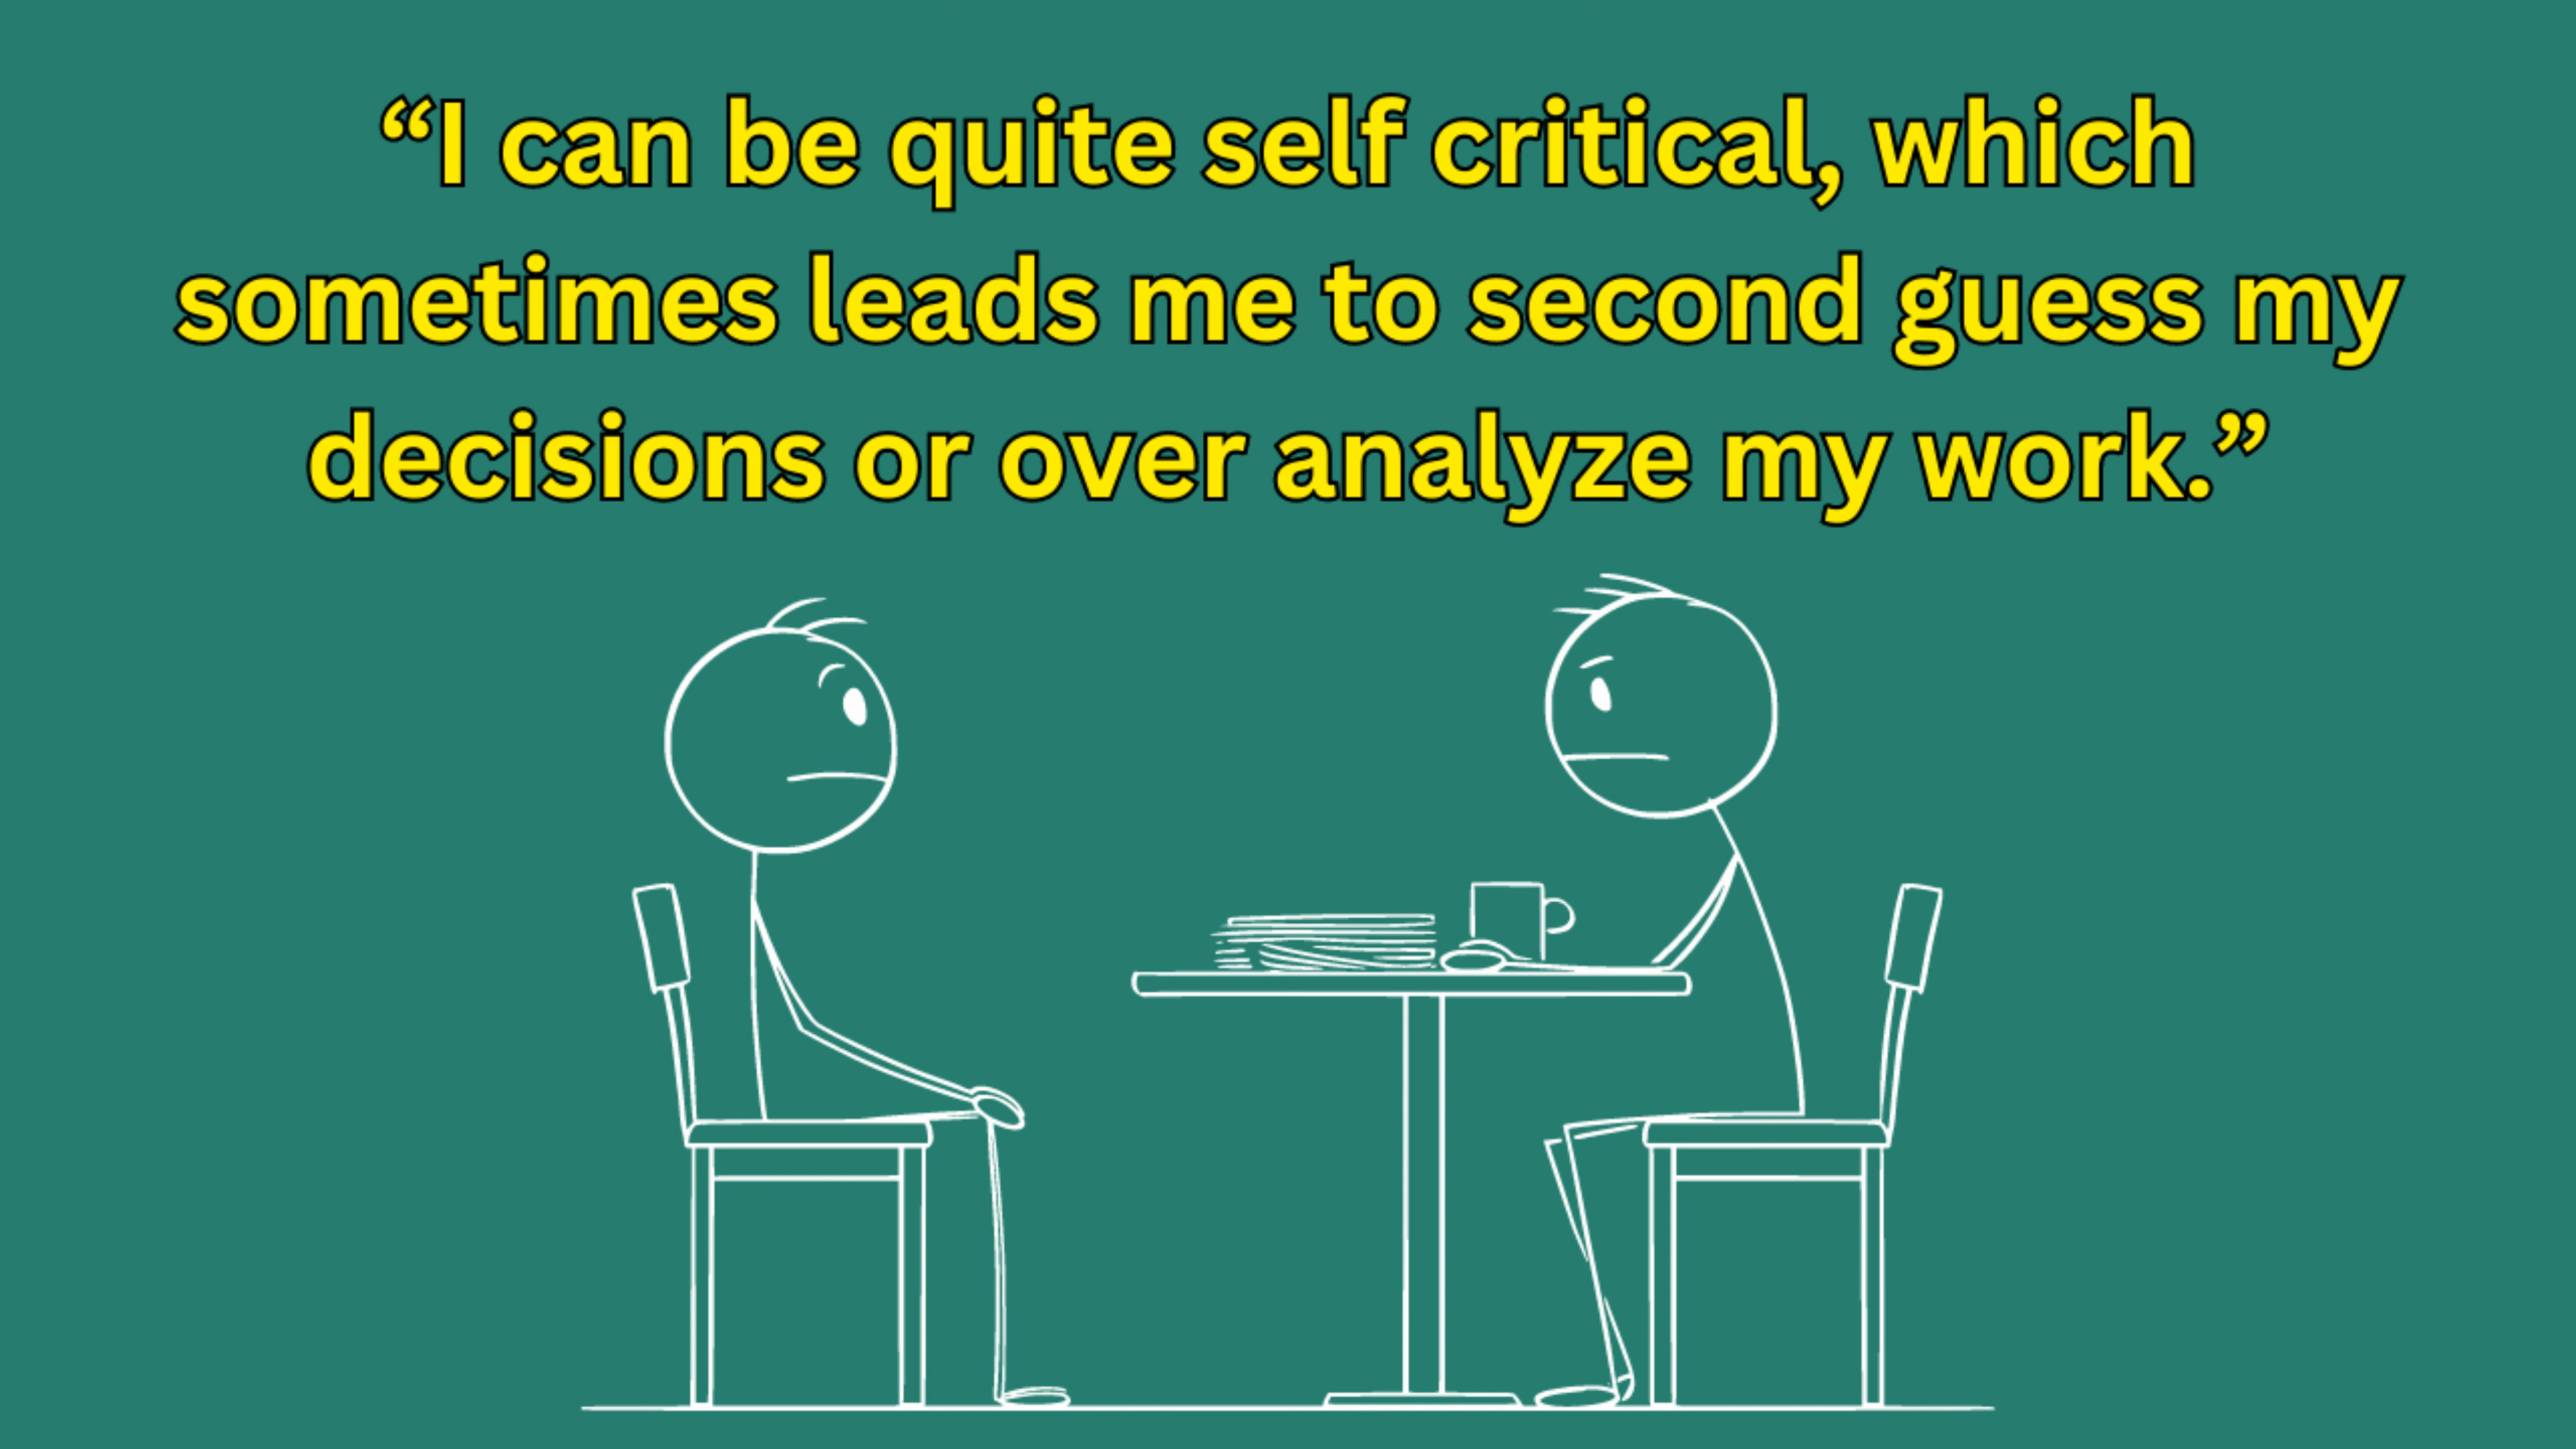 “I can be quite self critical, which
sometimes leads me to second guess my
decisions or over analyze my work.”